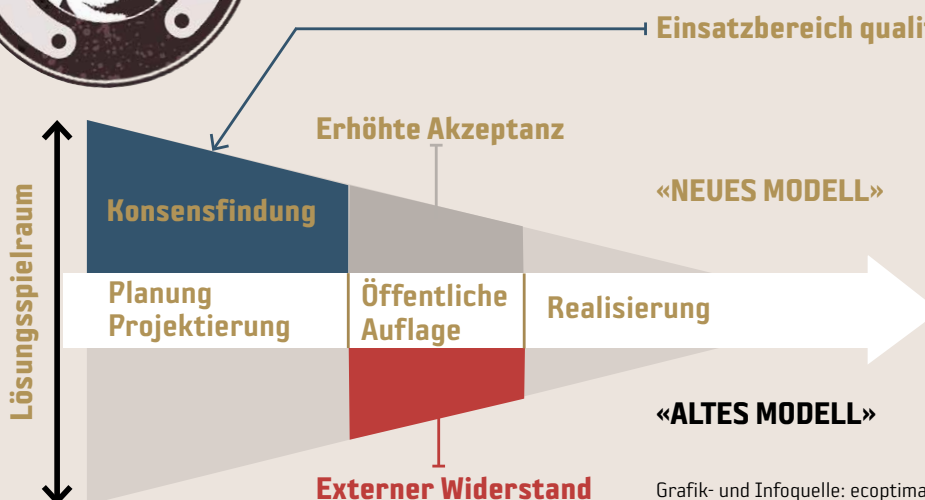 Einsatzbereich
Erhöhte Akzeptanz
«NEUES MODELL»
Konsensfindung
Lösungsspielraum
Planung
Projektierung
Öffentliche
Auflage
Realisierung
«ALTES MODELL»
Externer Widerstand
Grafik- und Infoquelle: ecoptima